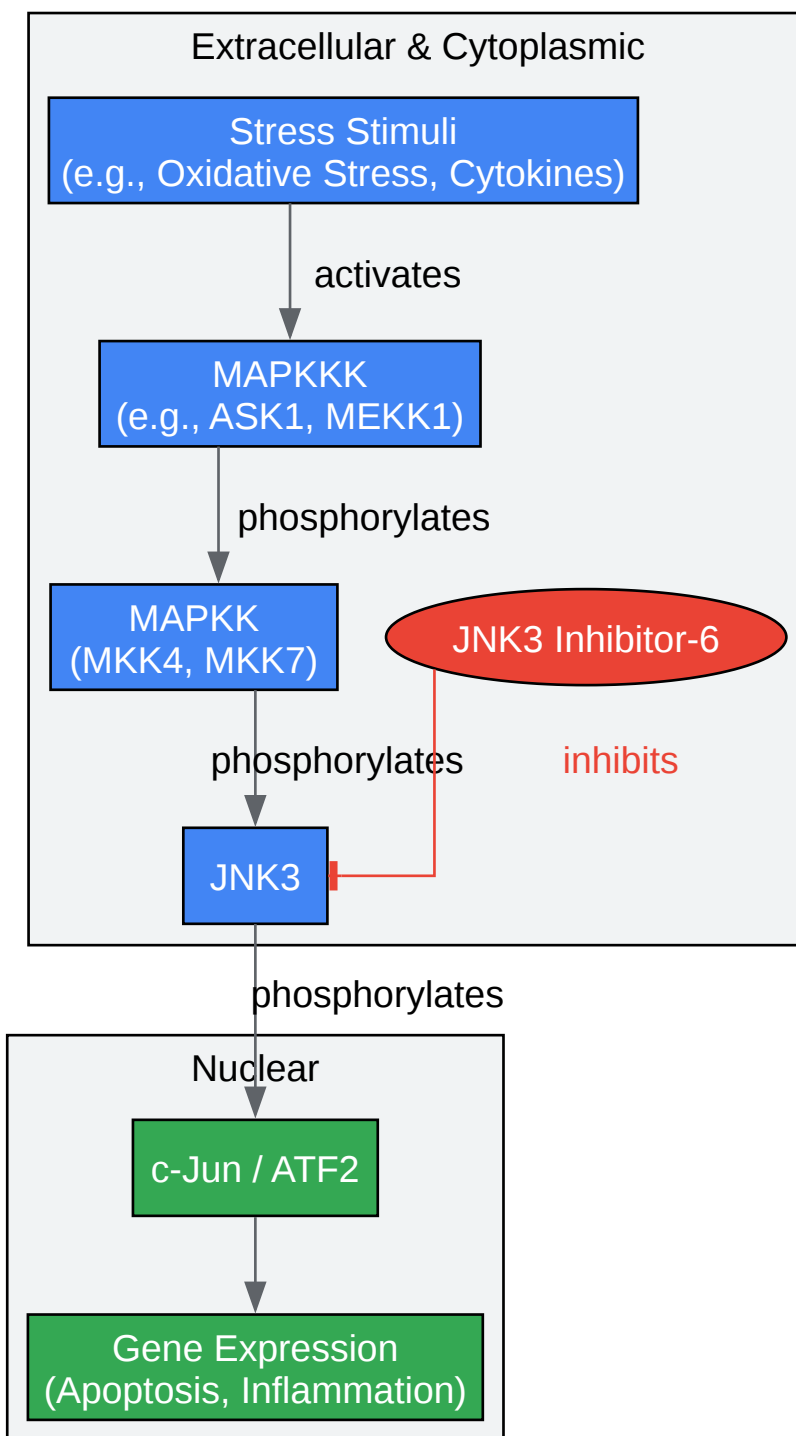 Extracellular & Cytoplasmic
Stress Stimuli
(e.g., Oxidative Stress, Cytokines)
activates
MAPKKK
(e.g., ASK1, MEKK1)
phosphorylates
MAPKK
(MKK4, MKK7)
JNK3 Inhibitor-6
phosphorylates
inhibits
JNK3
phosphorylates
Nuclear
c-Jun / ATF2
Gene Expression
(Apoptosis, Inflammation)